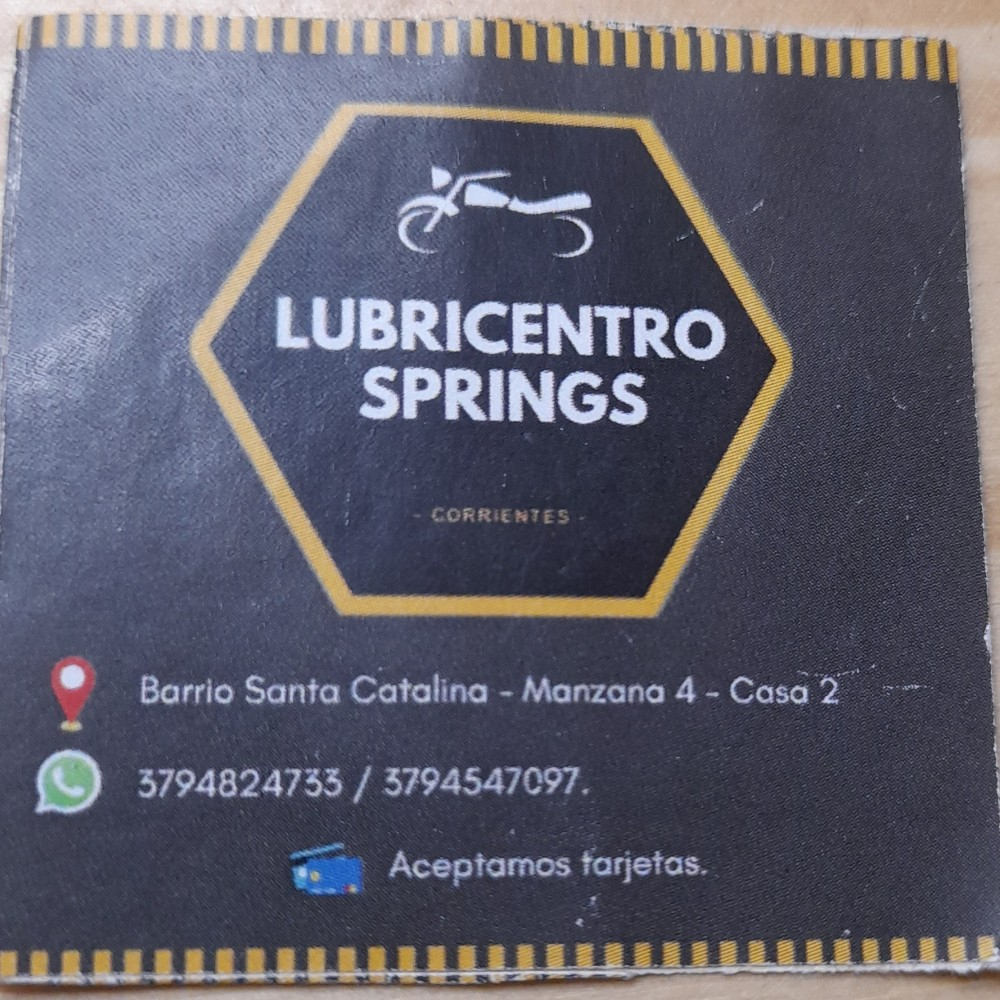 LUBRICENTRO
SPRINGS
- CORRIENTES -
Barrio Santa Catalina - Manzana 4 - Casa 2
3794824733 / 3794547097.
Aceptamos tarjetas.